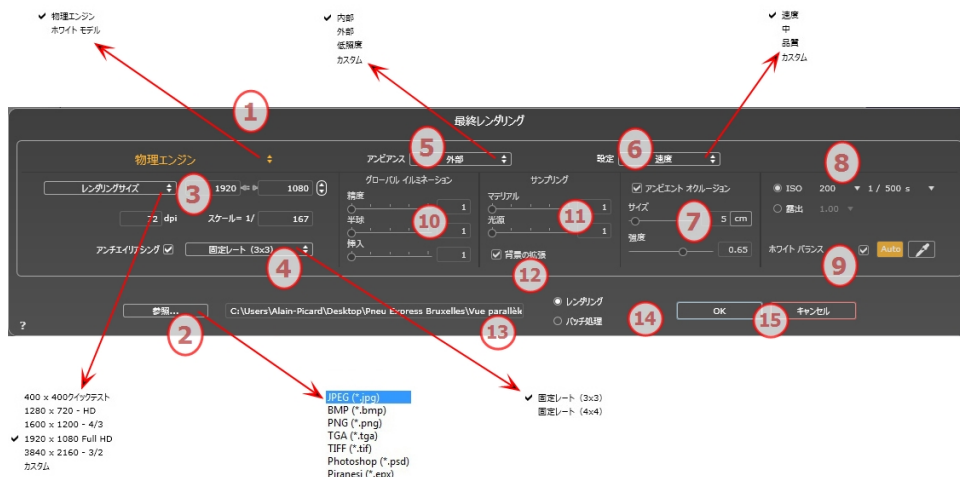 ✔ 物理エンジン
ホワイト モデル
✔ 内部
外部
低照度
カスタム
✔ 速度
中
品質
カスタム
1
最終レンダリング
物理エンジン
アンビアンス 5 外部
設定 6 速度
8
レンダリングサイズ 3 1920 1080
72 dpi スケール= 1/ 167
アンチエイリアシング 固定レート (3x3)
4
グローバル イルミネーション
精度 1
半球 10 1
挿入 1
サンプリング
マテリアル 1
光源 11 1
背景の拡張
12
アンビエント オクルージョン
サイズ 7 5 cm
強度 0.65
ISO 200 1 / 500 s
露出 1.00
ホワイト バランス Auto
9
参照...
2
C:\Users\Alain-Picard\Desktop\Pneu Express Bruxelles\Vue parallèle
13
レンダリング
バッチ処理
14
OK 15 キャンセル
?
400 x 400クイックテスト
1280 x 720 - HD
1600 x 1200 - 4/3
✔ 1920 x 1080 Full HD
3840 x 2160 - 3/2
カスタム
JPEG (*.jpg)
BMP (*.bmp)
PNG (*.png)
TGA (*.tga)
TIFF (*.tif)
Photoshop (*.psd)
Piranesi (*.epx)
✔ 固定レート (3x3)
固定レート (4x4)